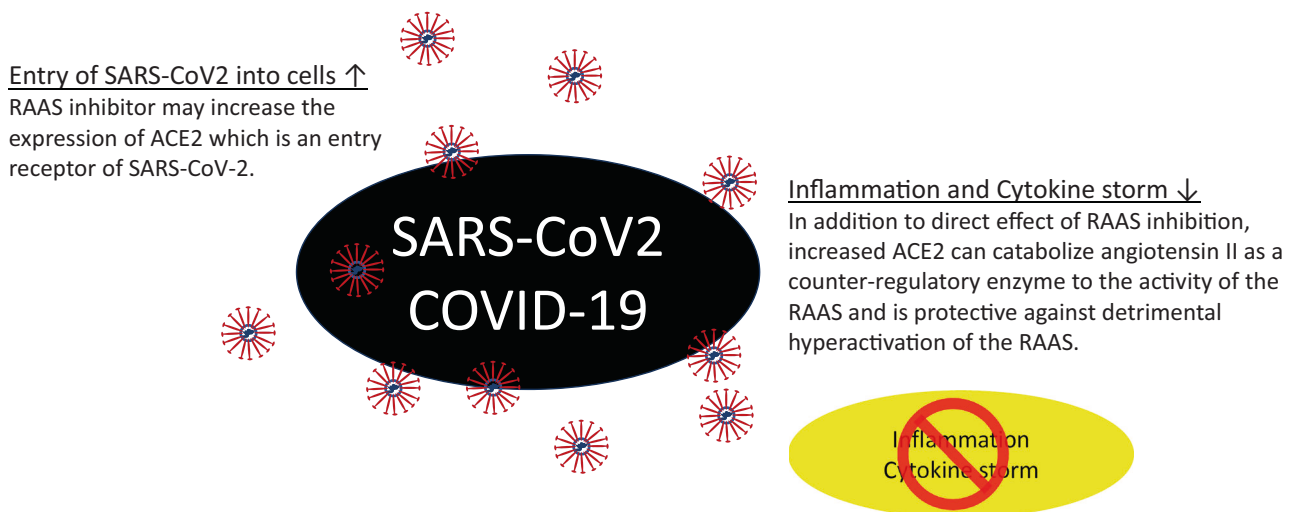 Entry of SARS-CoV2 into cells ↑
RAAS inhibitor may increase the
expression of ACE2 which is an entry
receptor of SARS-CoV-2.
SARS-CoV2
COVID-19
Inflammation and Cytokine storm ↓
In addition to direct effect of RAAS inhibition,
increased ACE2 can catabolize angiotensin II as a
counter-regulatory enzyme to the activity of the
RAAS and is protective against detrimental
hyperactivation of the RAAS.
Inflammation
Cytokine storm